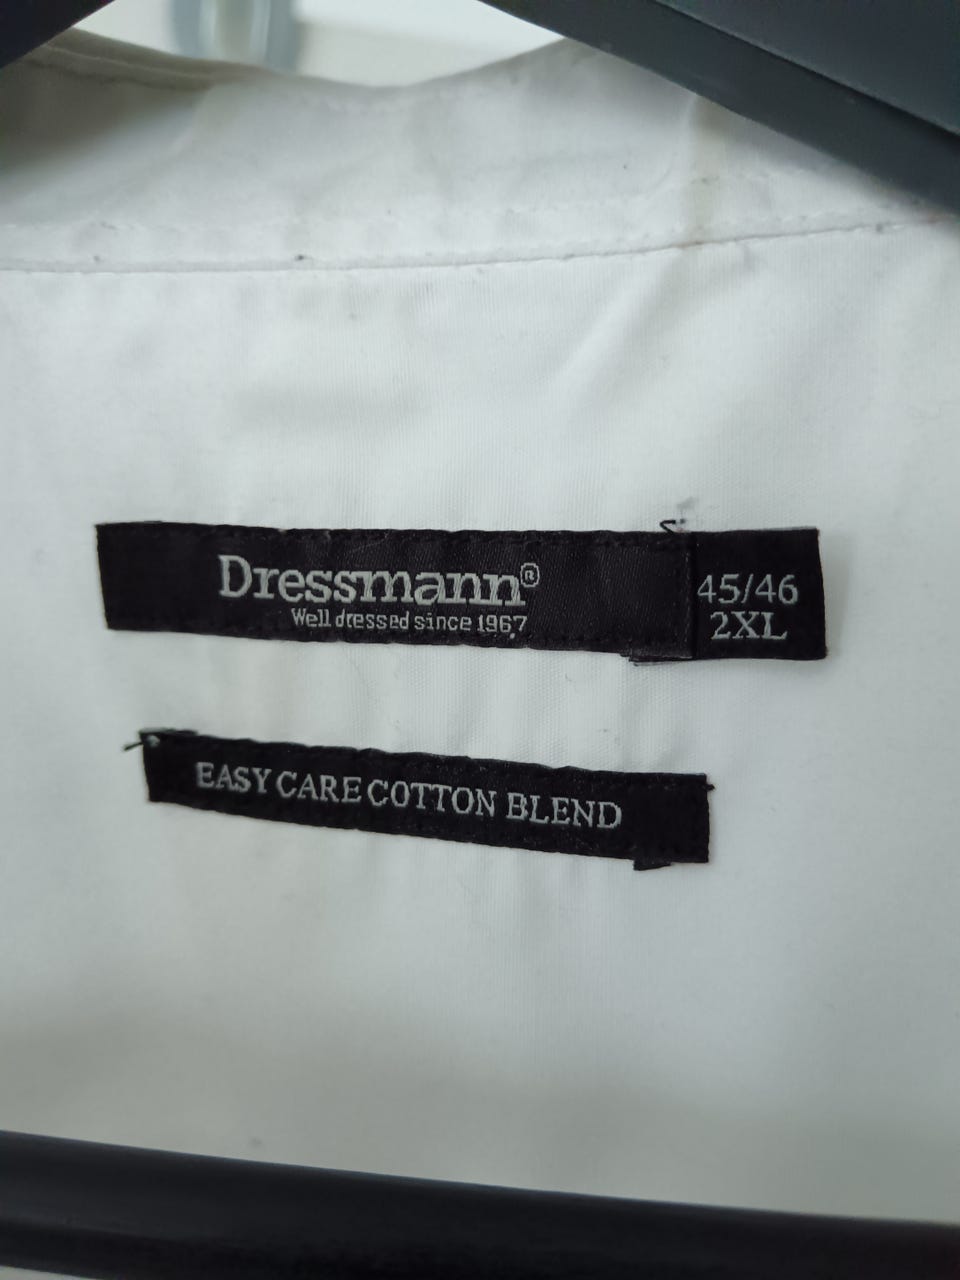 Dressmann®
Well dressed since 1967
45/46
2XL
EASY CARE COTTON BLEND